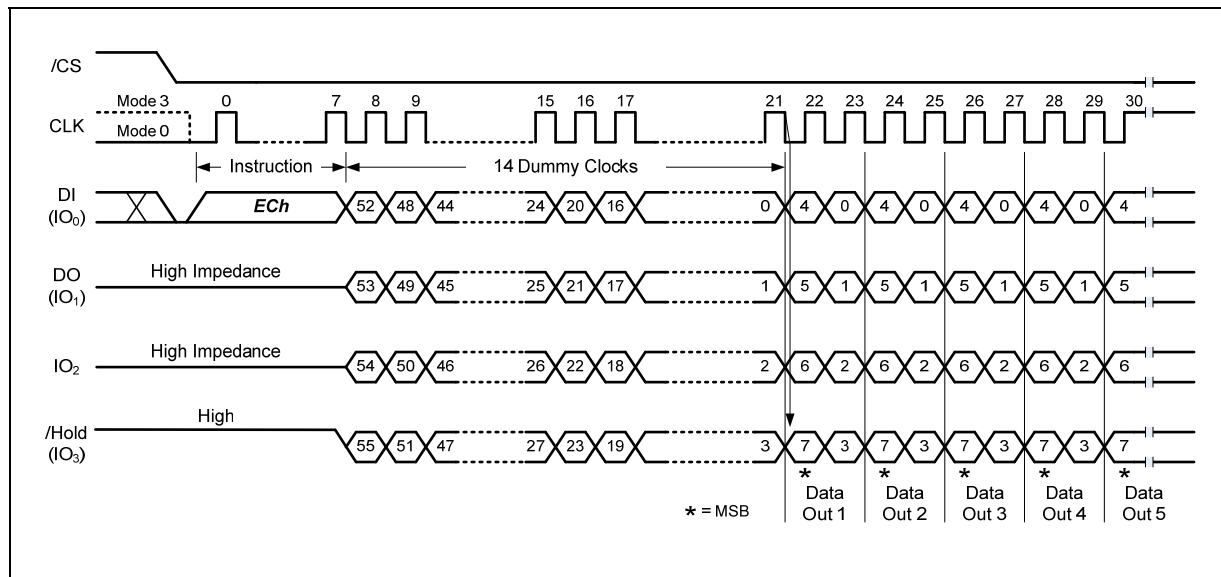 /CS
Mode 3 0 7 8 9 15 16 17 21 22 23 24 25 26 27 28 29 30
CLK
Mode 0
Instruction 14 Dummy Clocks
DI
(IO0) ECh 52 48 44 24 20 16 0 4 0 4 0 4 0 4 0 4
High Impedance
DO
(IO1) 53 49 45 25 21 17 1 5 1 5 1 5 1 5 1 5
High Impedance
IO2 54 50 46 26 22 18 2 6 2 6 2 6 2 6 2 6
High
/Hold
(IO3) 55 51 47 27 23 19 3 7 3 7 3 7 3 7 3 7
* * * * *
* = MSB
Data Out 1
Data Out 2
Data Out 3
Data Out 4
Data Out 5